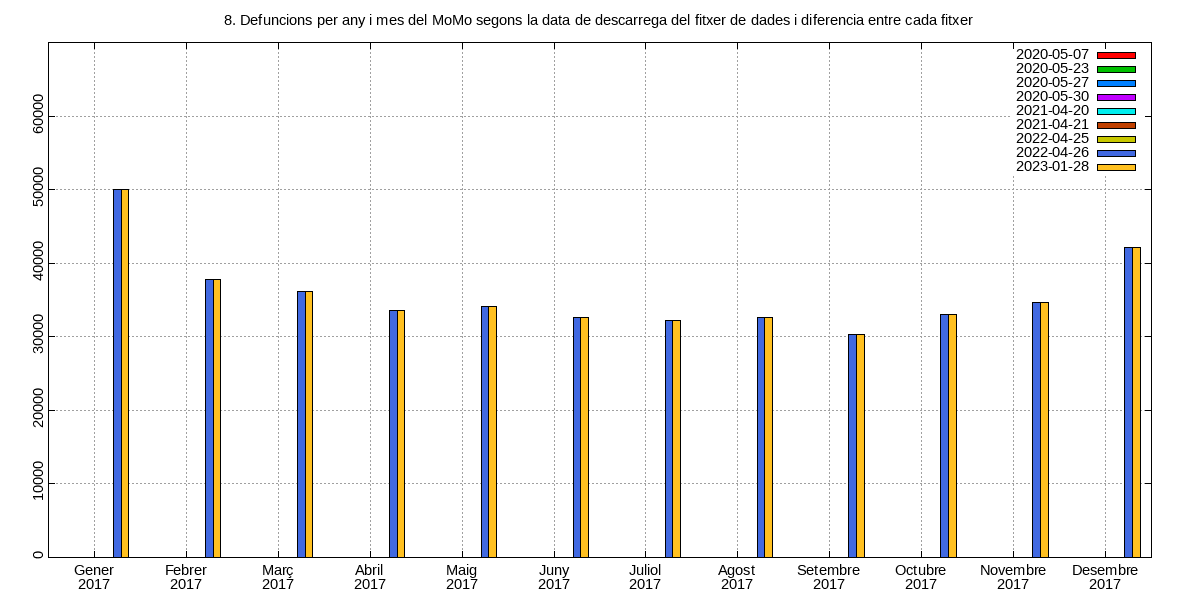 8. Defuncions per any i mes del MoMo segons la data de descarrega del fitxer de dades i diferencia entre cada fitxer
2020-05-07
2020-05-23
2020-05-27
2020-05-30
2021-04-20
2021-04-21
2022-04-25
2022-04-26
2023-01-28
60000
50000
40000
30000
20000
10000
0
Gener 2017
Febrer 2017
Març 2017
Abril 2017
Maig 2017
Juny 2017
Juliol 2017
Agost 2017
Setembre 2017
Octubre 2017
Novembre 2017
Desembre 2017